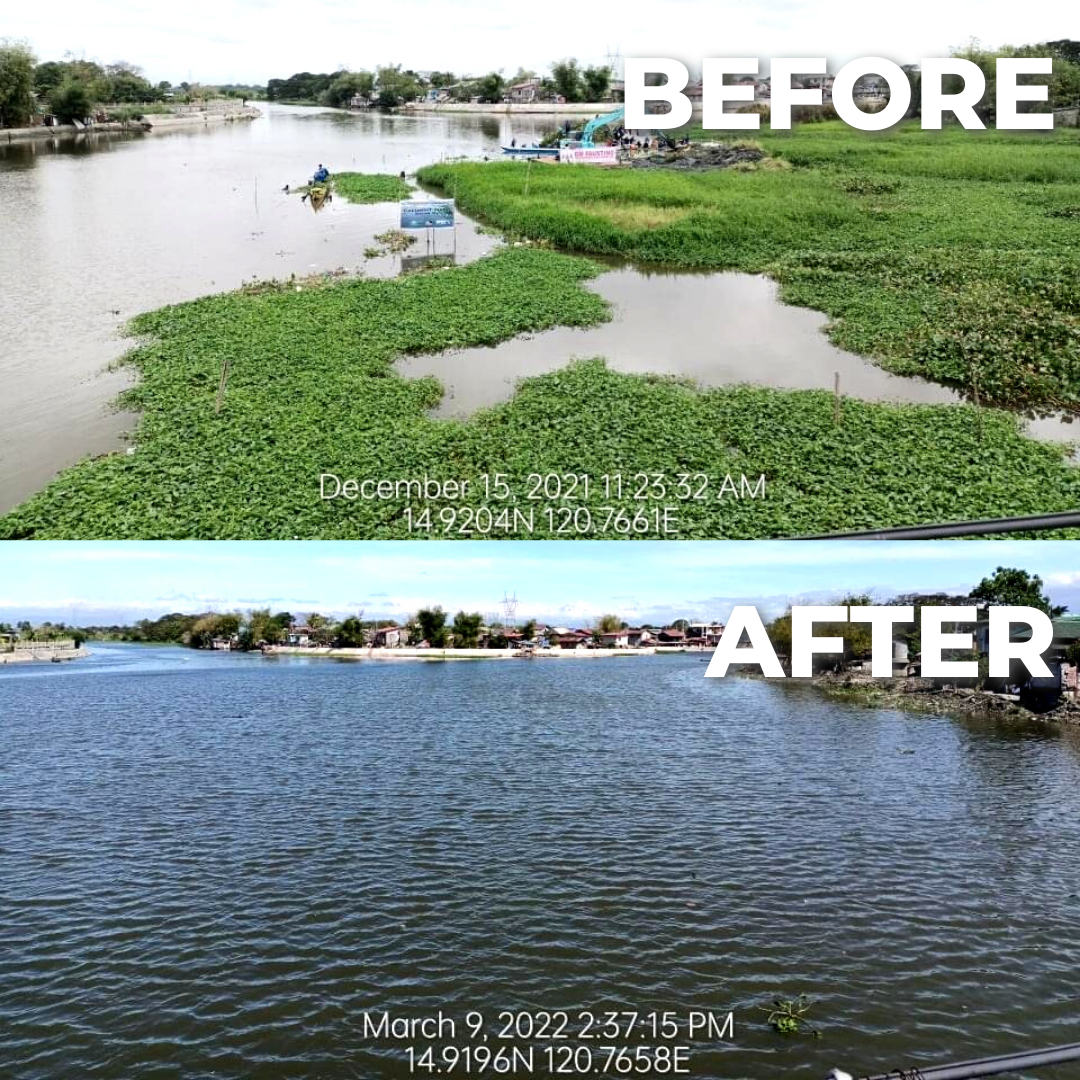 BEFORE
December 15, 2021 11:23:32 AM
14.9204N 120.7661E
AFTER
March 9, 2022 2:37:15 PM
14.9196N 120.7658E